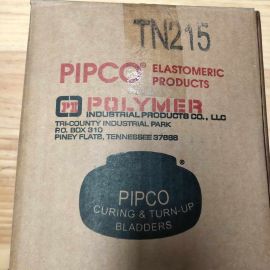 TN215
PIPCO® ELASTOMERIC
PRODUCTS
PI POLYMER
INDUSTRIAL PRODUCTS CO., LLC
TRI-COUNTY INDUSTRIAL PARK
P.O. BOX 310
PINEY FLATS, TENNESSEE 37686
®
PIPCO
CURING & TURN-UP
BLADDERS